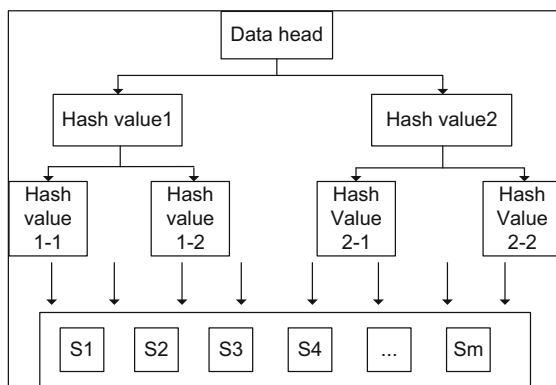 Data head
Hash value1
Hash value2
Hash
value
1-1
Hash
value
1-2
Hash
Value
2-1
Hash
Value
2-2
S1 S2 S3 S4 ... Sm